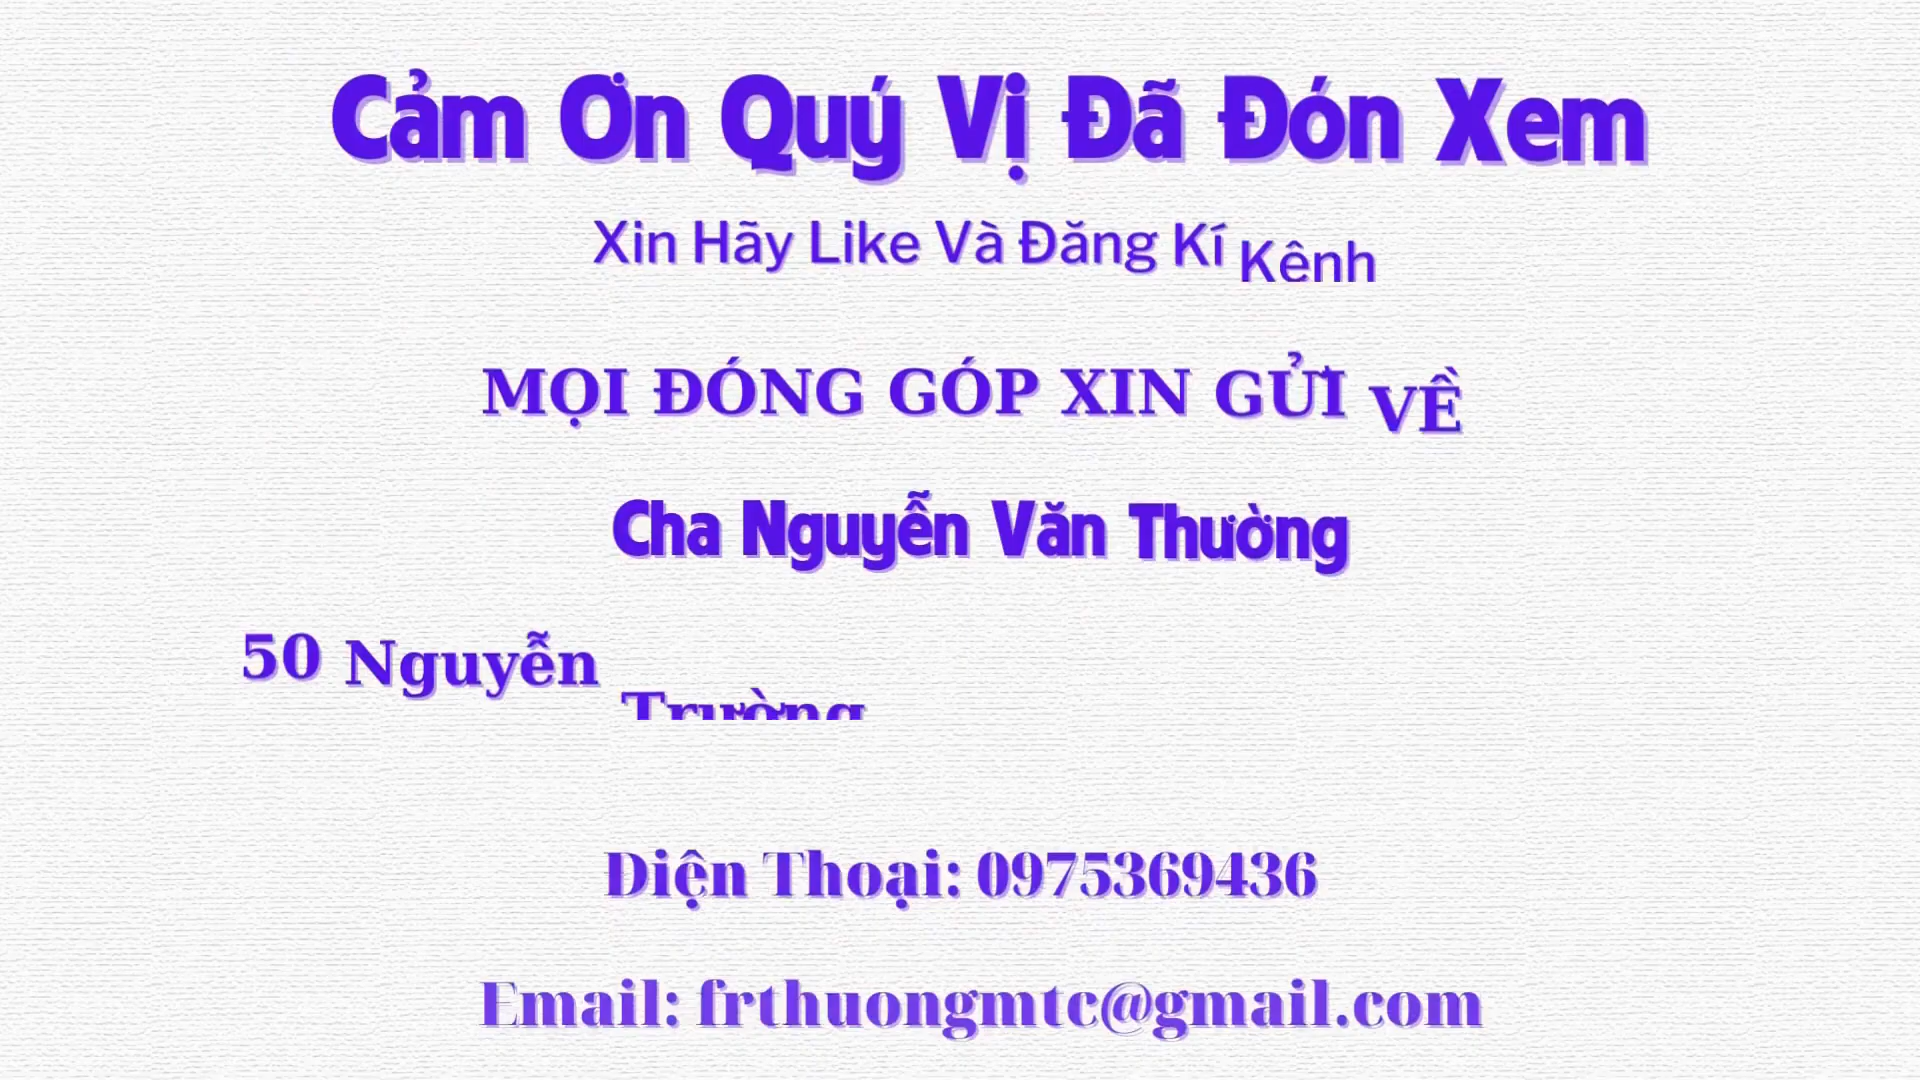 Cảm Ơn Quý Vị Đã Đón Xem
Xin Hãy Like Và Đăng Kí Kênh
MỌI ĐÓNG GÓP XIN GỬI VỀ
Cha Nguyễn Văn Thường
50 Nguyễn Trường
Diện Thoại: 0975369436
Email: frthuongmtc@gmail.com